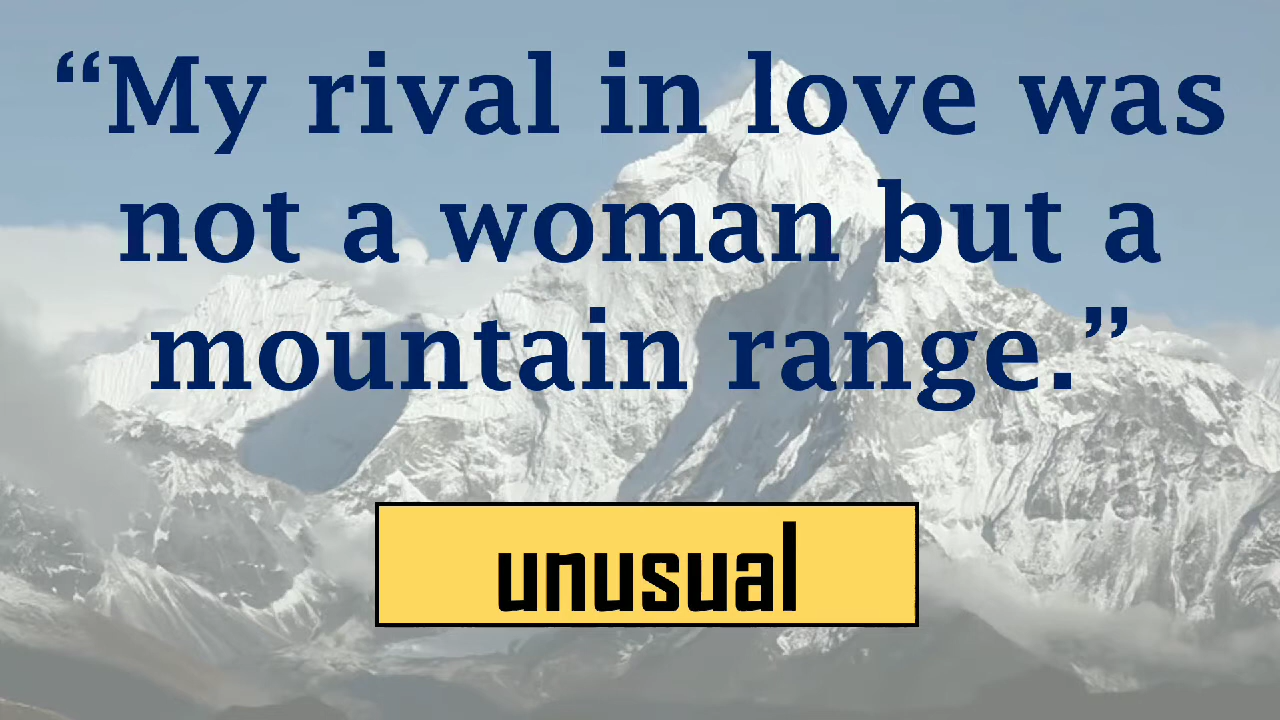 “My rival in love was
not a woman but a
mountain range.”
unusual